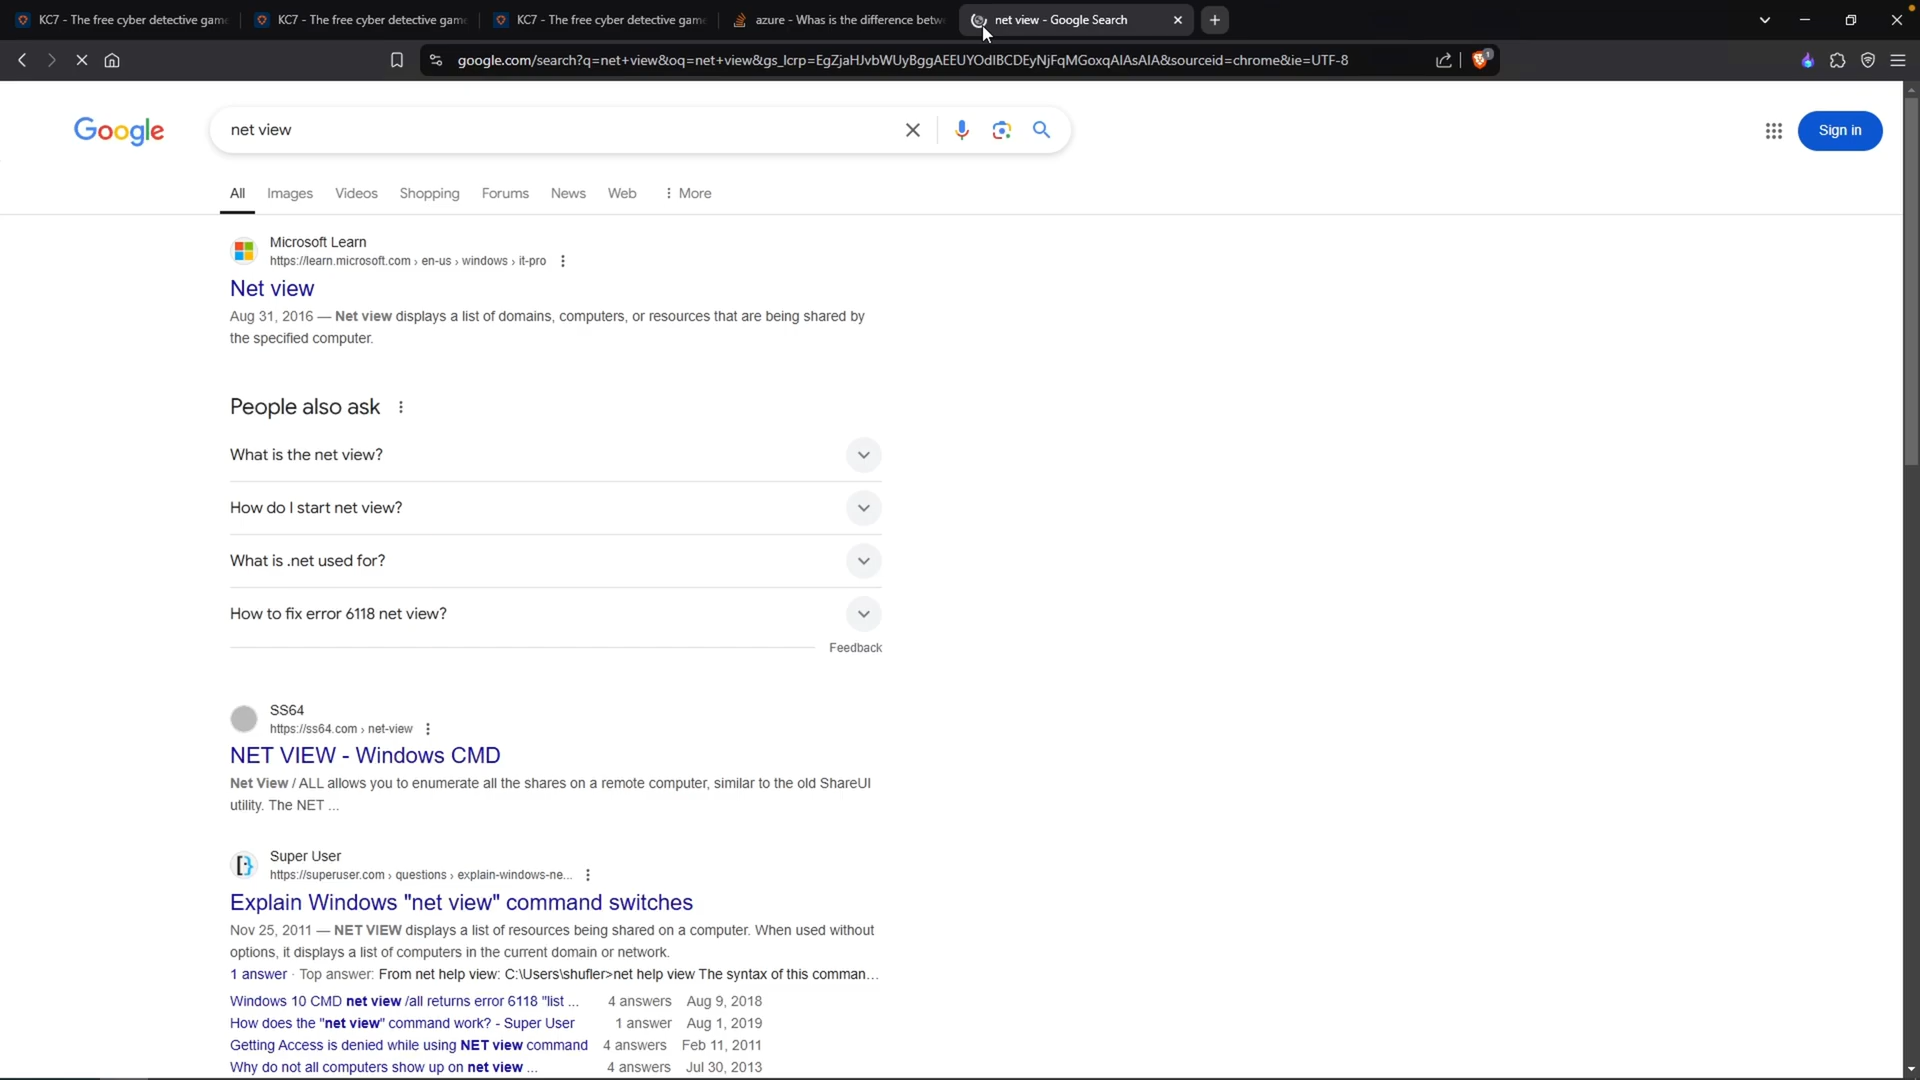 KC7 - The free cyber detective game
KC7 - The free cyber detective game
KC7 - The free cyber detective game
azure - Whas is the difference betwe
net view - Google Search
google.com/search?q=net+view&oq=net+view&gs_lcrp=EgZjaHJvbWUyBggAEEUYOdIBCDEyNjFqMGoxqAIAsAIA&sourceid=chrome&ie=UTF-8
1
Google
net view
Sign in
All
Images
Videos
Shopping
Forums
News
Web
More
Microsoft Learn
https://learn.microsoft.com › en-us › windows › it-pro
Net view
Aug 31, 2016 — Net view displays a list of domains, computers, or resources that are being shared by
the specified computer.
People also ask
What is the net view?
How do I start net view?
What is .net used for?
How to fix error 6118 net view?
Feedback
SS64
https://ss64.com › net-view
NET VIEW - Windows CMD
Net View / ALL allows you to enumerate all the shares on a remote computer, similar to the old ShareUI
utility. The NET ...
Super User
https://superuser.com › questions › explain-windows-ne...
Explain Windows "net view" command switches
Nov 25, 2011 — NET VIEW displays a list of resources being shared on a computer. When used without
options, it displays a list of computers in the current domain or network.
1 answer · Top answer: From net help view: C:\Users\shufler>net help view The syntax of this comman...
Windows 10 CMD net view /all returns error 6118 "list ... 4 answers Aug 9, 2018
How does the "net view" command work? - Super User 1 answer Aug 1, 2019
Getting Access is denied while using NET view command 4 answers Feb 11, 2011
Why do not all computers show up on net view ... 4 answers Jul 30, 2013